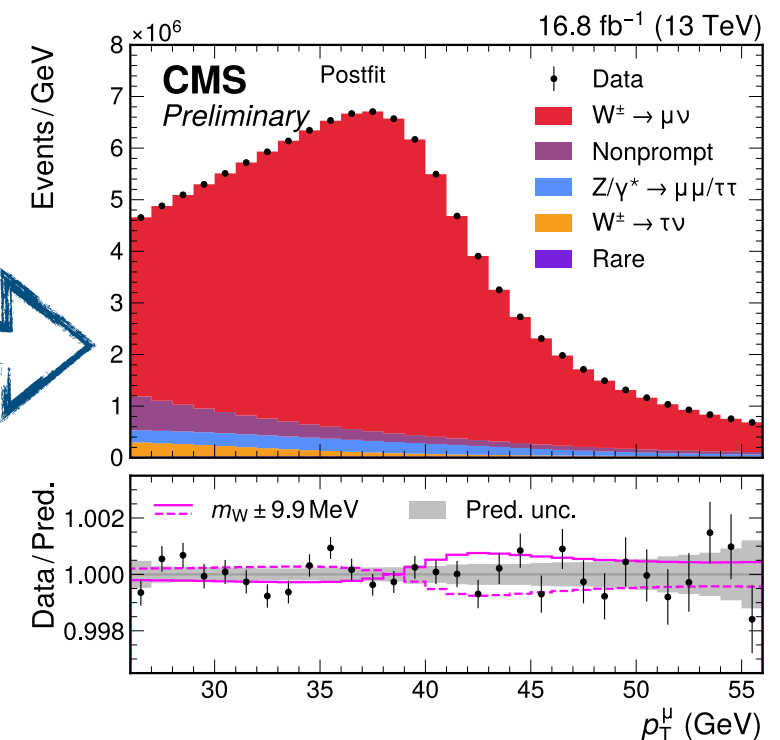 ×10⁶
16.8 fb⁻¹ (13 TeV)
CMS
Preliminary
Postfit
Data
W± → μν
Nonprompt
Z/γ* → μμ/ττ
W± → τν
Rare
Events/GeV
8
7
6
5
4
3
2
1
0
m_W ± 9.9 MeV
Pred. unc.
Data/Pred.
1.002
1.000
0.998
30 35 40 45 50 55
p_T^μ (GeV)